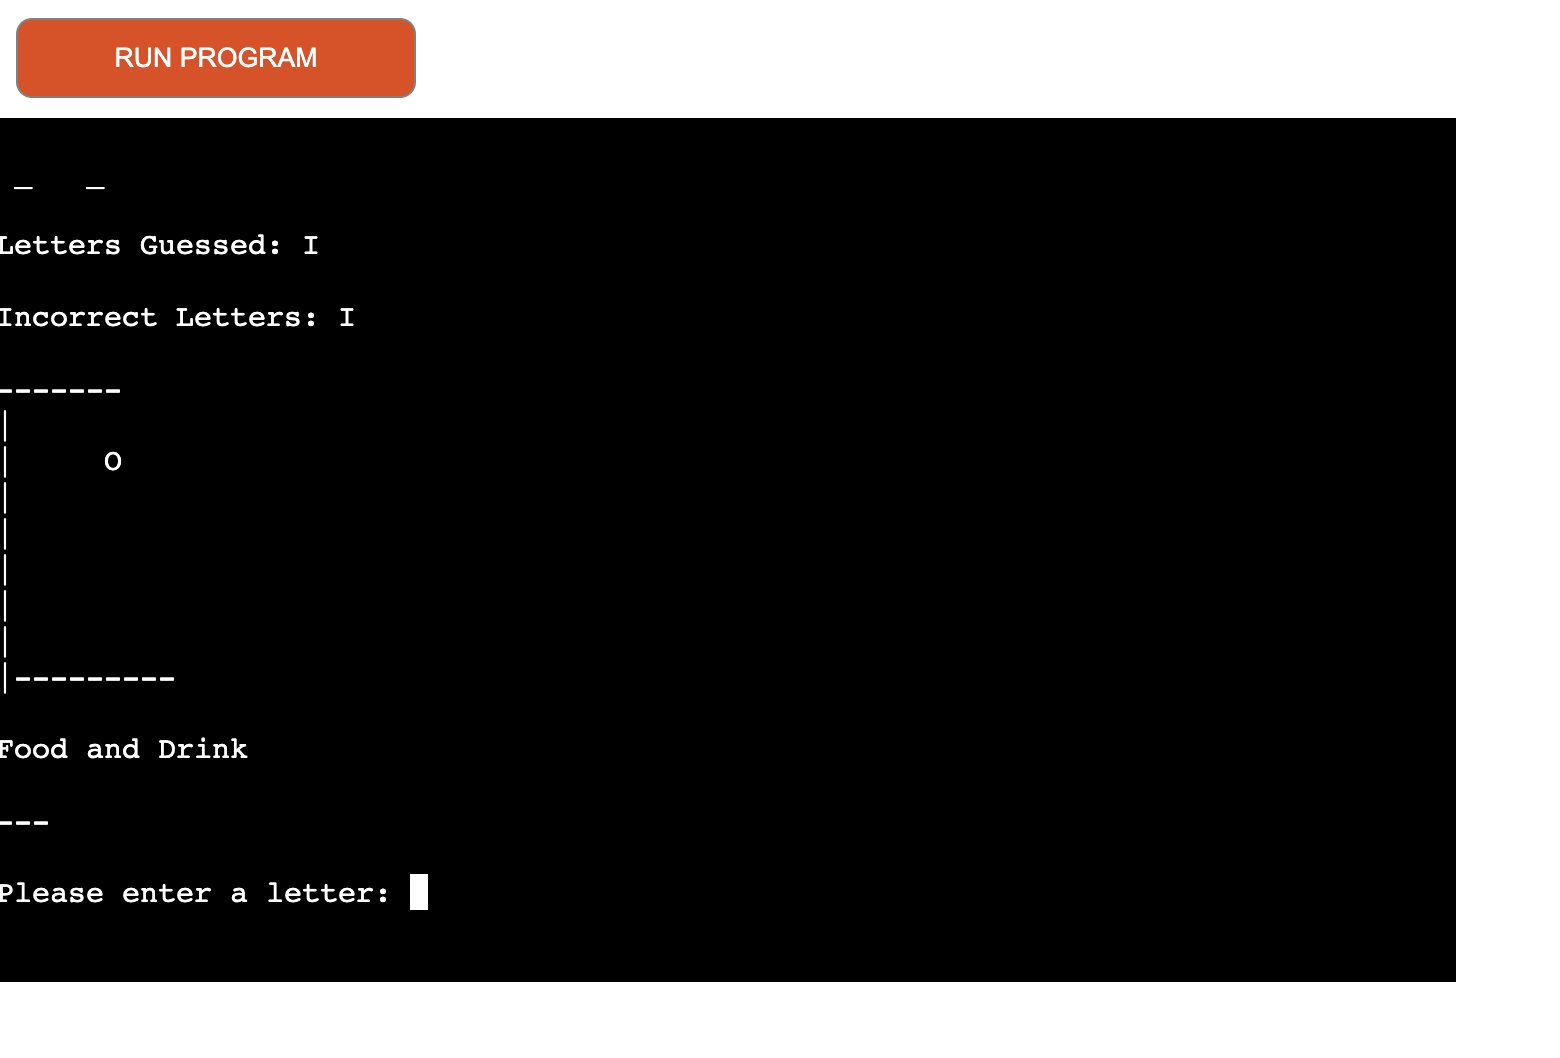 RUN PROGRAM
_   _
Letters Guessed: I
Incorrect Letters: I
-------
|
|     O
|
|
|
|
|
|---------
Food and Drink
---
Please enter a letter: